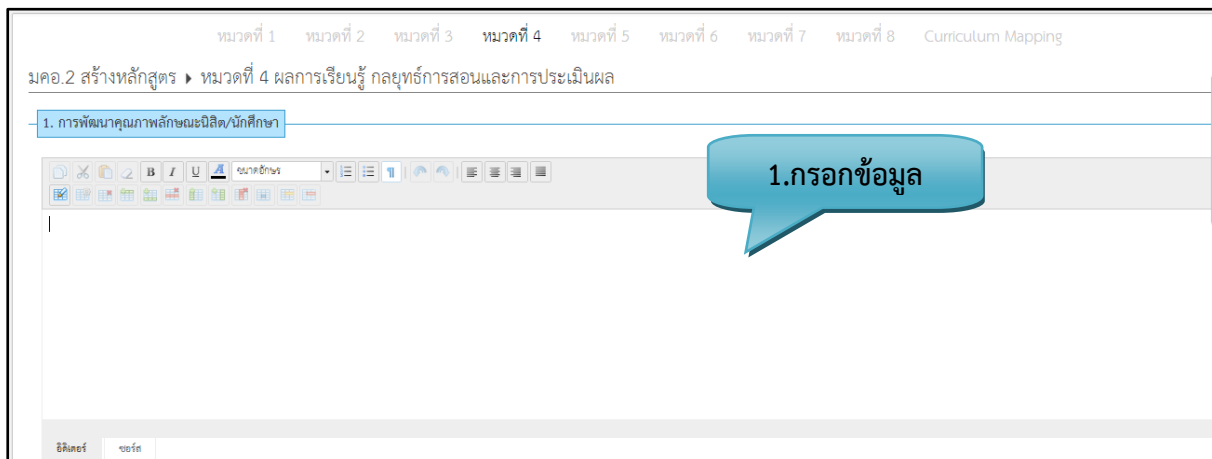 หมวดที่ 1 หมวดที่ 2 หมวดที่ 3 หมวดที่ 4 หมวดที่ 5 หมวดที่ 6 หมวดที่ 7 หมวดที่ 8 Curriculum Mapping
มคอ.2 สร้างหลักสูตร ▸ หมวดที่ 4 ผลการเรียนรู้ กลยุทธ์การสอนและการประเมินผล
1. การพัฒนาคุณภาพลักษณะนิสิต/นักศึกษา
B I U A ขนาดอักษร
1.กรอกข้อมูล
อิดิเตอร์ ซอร์ส